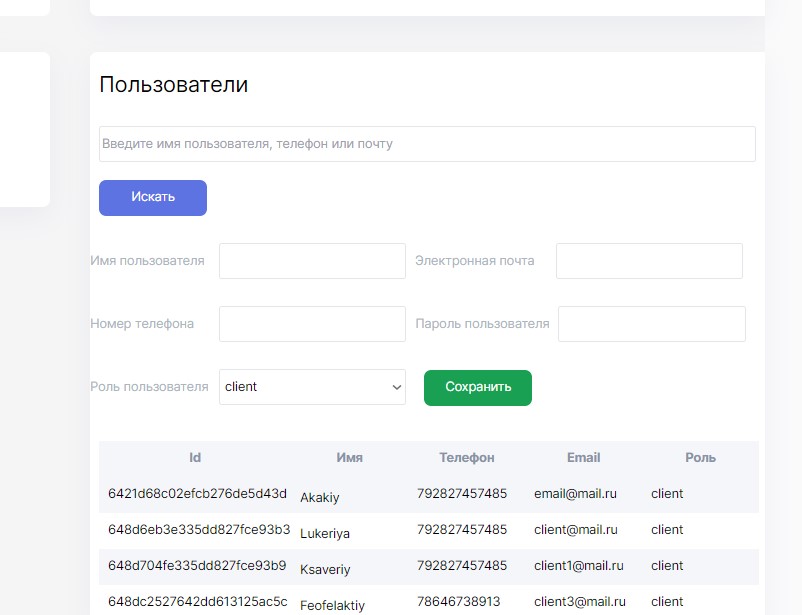 Пользователи
Введите имя пользователя, телефон или почту
Искать
Имя пользователя Электронная почта
Номер телефона Пароль пользователя
Роль пользователя client Сохранить
Id Имя Телефон Email Роль
6421d68c02efcb276de5d43d Akakiy 792827457485 email@mail.ru client
648d6eb3e335dd827fce93b3 Lukeriya 792827457485 client@mail.ru client
648d704fe335dd827fce93b9 Ksaveriy 792827457485 client1@mail.ru client
648dc2527642dd613125ac5c Feofelaktiy 78646738913 client3@mail.ru client